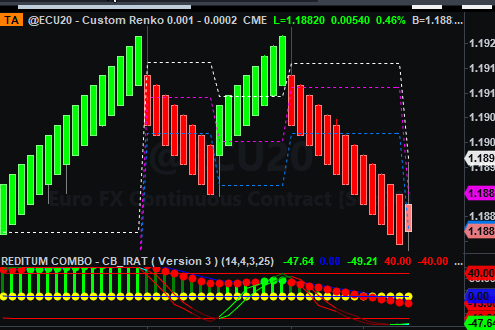 TA @ECU20 - Custom Renko 0.001 - 0.0002 CME L=1.18820 0.00540 0.46% B=1.188...
1.192
1.191
1.190
1.189
1.189
1.188
1.188
1.188
@ECU20
Euro FX Continuous Contract [S
REDITUM COMBO - CB_IRAT ( Version 3 ) (14,4,3,25) -47.64 0.00 -49.21 40.00 -40.00 ...
40.00
0.00
-47.64